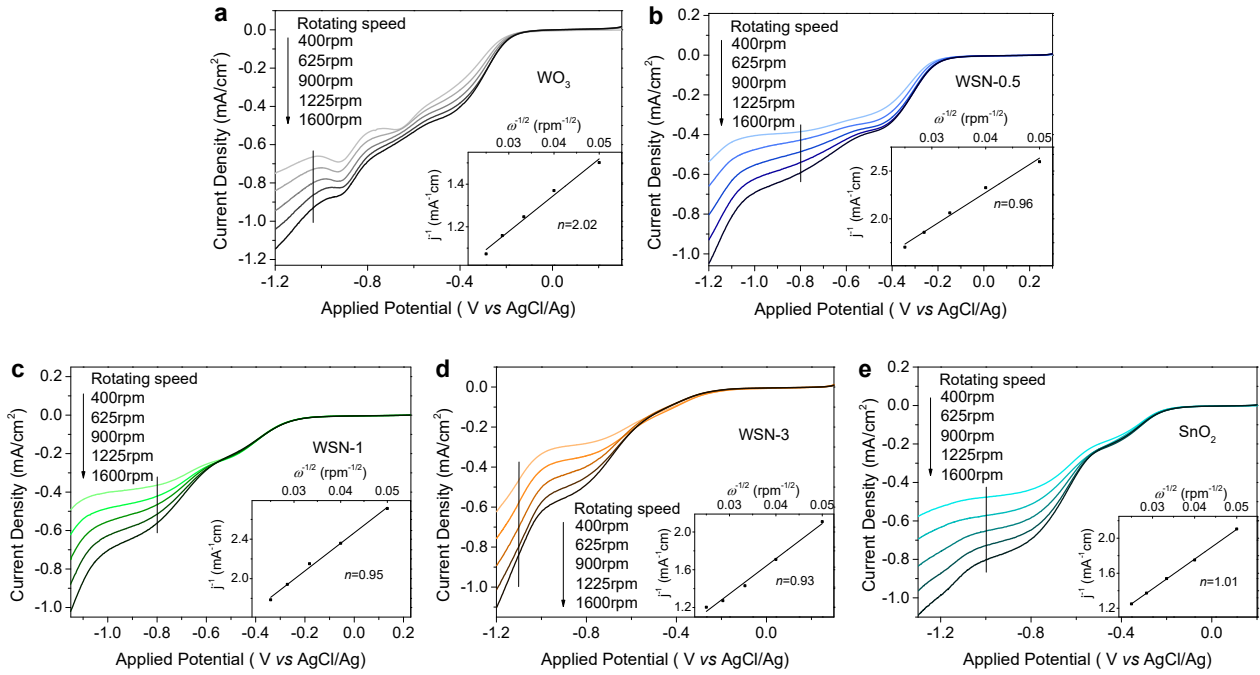 a
Rotating speed
400rpm
625rpm
900rpm
1225rpm
1600rpm
WO₃
ω⁻¹/² (rpm⁻¹/²)
0.03 0.04 0.05
1.4
1.2
j⁻¹ (mA⁻¹cm)
n=2.02
0.0
-0.2
-0.4
-0.6
-0.8
-1.0
-1.2
Current Density (mA/cm²)
-1.2 -1.0 -0.8 -0.6 -0.4 -0.2 0.0 0.2
Applied Potential ( V vs AgCl/Ag)
b
Rotating speed
400rpm
625rpm
900rpm
1225rpm
1600rpm
WSN-0.5
ω⁻¹/² (rpm⁻¹/²)
0.03 0.04 0.05
2.5
2.0
j⁻¹ (mA⁻¹cm)
n=0.96
0.2
0.0
-0.2
-0.4
-0.6
-0.8
-1.0
Current Density (mA/cm²)
-1.2 -1.0 -0.8 -0.6 -0.4 -0.2 0.0 0.2
Applied Potential ( V vs AgCl/Ag)
c
Rotating speed
400rpm
625rpm
900rpm
1225rpm
1600rpm
WSN-1
ω⁻¹/² (rpm⁻¹/²)
0.03 0.04 0.05
2.4
2.0
j⁻¹ (mA⁻¹cm)
n=0.95
0.2
0.0
-0.2
-0.4
-0.6
-0.8
-1.0
Current Density (mA/cm²)
-1.0 -0.8 -0.6 -0.4 -0.2 0.0 0.2
Applied Potential ( V vs AgCl/Ag)
d
WSN-3
Rotating speed
400rpm
625rpm
900rpm
1225rpm
1600rpm
ω⁻¹/² (rpm⁻¹/²)
0.03 0.04 0.05
2.0
1.6
1.2
j⁻¹ (mA⁻¹cm)
n=0.93
0.0
-0.2
-0.4
-0.6
-0.8
-1.0
Current Density (mA/cm²)
-1.2 -0.8 -0.4 0.0
Applied Potential ( V vs AgCl/Ag)
e
Rotating speed
400rpm
625rpm
900rpm
1225rpm
1600rpm
SnO₂
ω⁻¹/² (rpm⁻¹/²)
0.03 0.04 0.05
2.0
1.6
1.2
j⁻¹ (mA⁻¹cm)
n=1.01
0.2
0.0
-0.2
-0.4
-0.6
-0.8
-1.0
Current Density (mA/cm²)
-1.2 -0.8 -0.4 0.0
Applied Potential ( V vs AgCl/Ag)